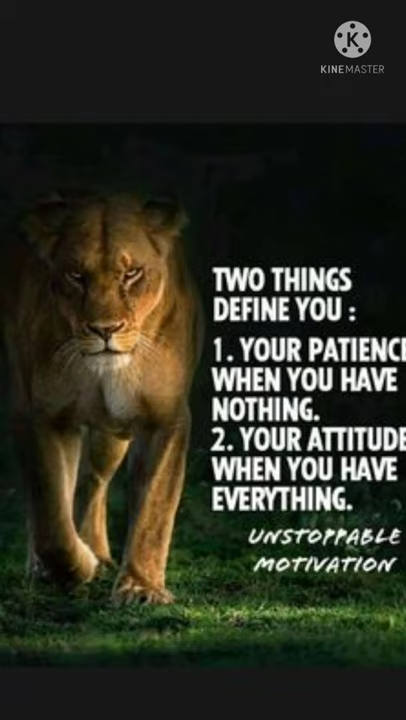 K
KINEMASTER
TWO THINGS
DEFINE YOU :
1. YOUR PATIENCE
WHEN YOU HAVE
NOTHING.
2. YOUR ATTITUDE
WHEN YOU HAVE
EVERYTHING.
UNSTOPPABLE
MOTIVATION